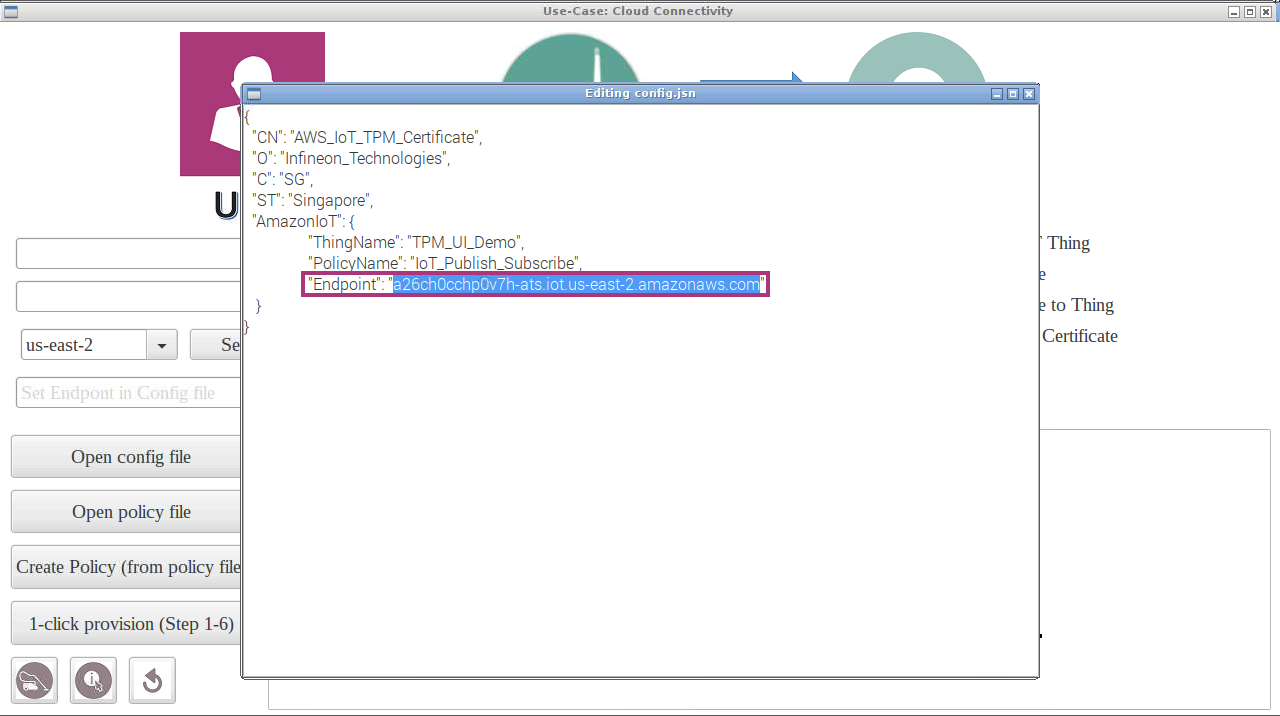 Use-Case: Cloud Connectivity
Editing config.jsn
{
"CN": "AWS_IoT_TPM_Certificate",
"O": "Infineon_Technologies",
"C": "SG",
"ST": "Singapore",
"AmazonIoT": {
"ThingName": "TPM_UI_Demo",
"PolicyName": "IoT_Publish_Subscribe",
"Endpoint": "a26ch0cchp0v7h-ats.iot.us-east-2.amazonaws.com"
}
}
U
Thing
e
e to Thing
Certificate
us-east-2
Se
Set Endpont in Config file
Open config file
Open policy file
Create Policy (from policy file
1-click provision (Step 1-6)